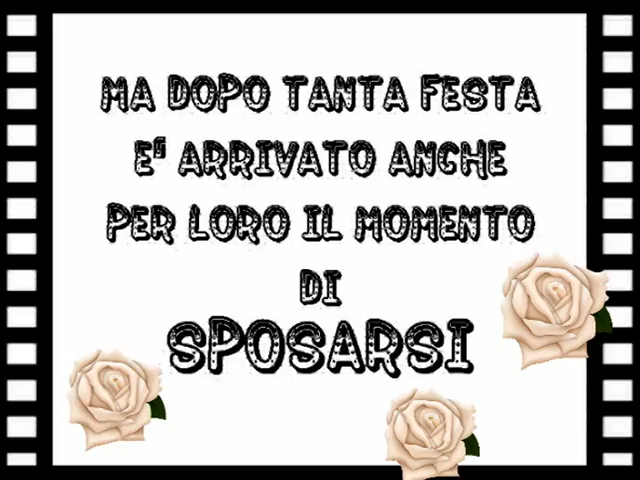 MA DOPO TANTA FESTA
E' ARRIVATO ANCHE
PER LORO IL MOMENTO
DI
SPOSARSI